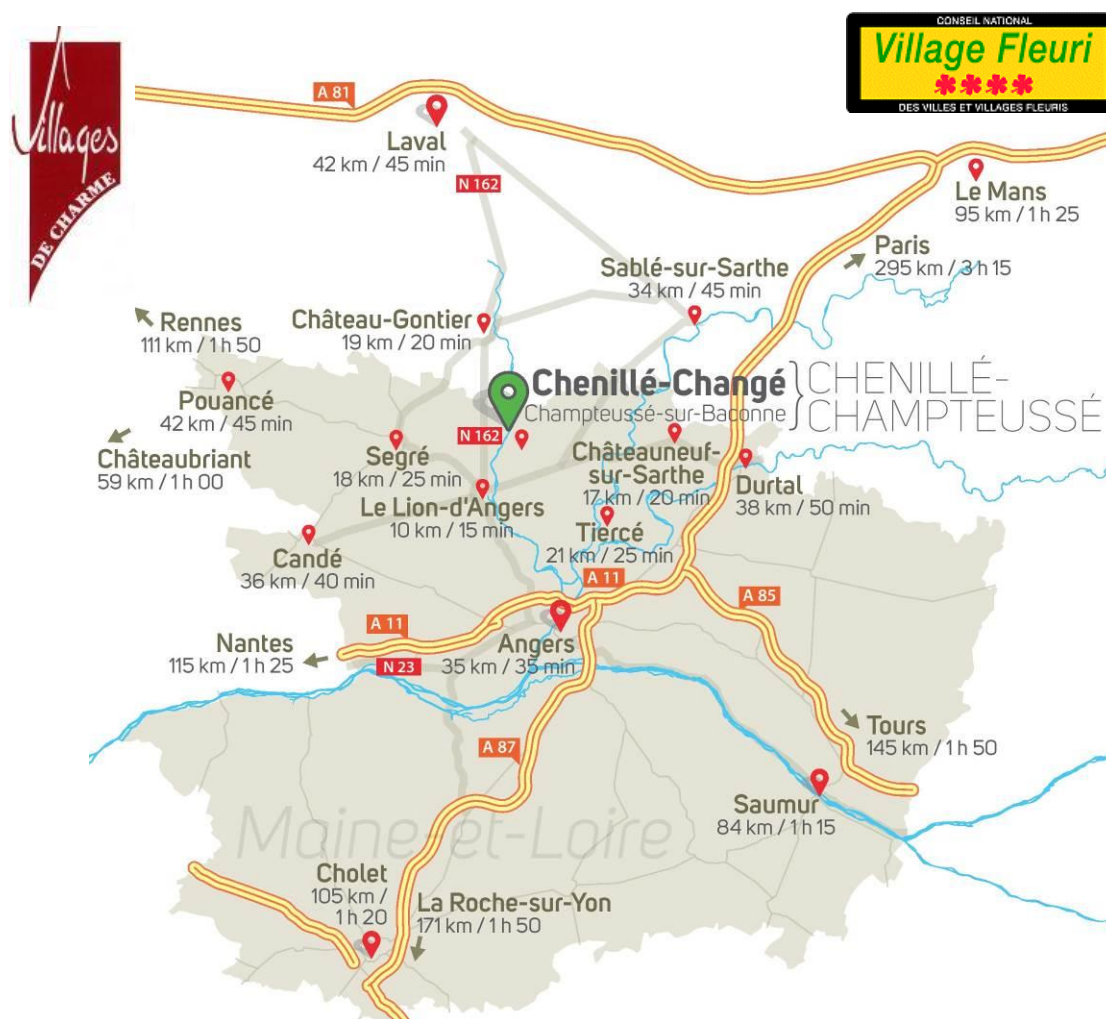 Villages
DE CHARME
CONSEIL NATIONAL
Village Fleuri
DES VILLES ET VILLAGES FLEURIS
A 81
Laval
42 km / 45 min
N 162
Le Mans
95 km / 1 h 25
Paris
295 km / 3 h 15
Sablé-sur-Sarthe
34 km / 45 min
Rennes
111 km / 1 h 50
Château-Gontier
19 km / 20 min
Pouancé
42 km / 45 min
Chenillé-Changé
Champteussé-sur-Baconne
CHENILLÉ-
CHAMPTEUSSÉ
N 162
Châteaubriant
59 km / 1 h 00
Segré
18 km / 25 min
Châteauneuf-
sur-Sarthe
17 km / 20 min
Durtal
38 km / 50 min
Le Lion-d'Angers
10 km / 15 min
Tiercé
21 km / 25 min
Candé
36 km / 40 min
A 11
A 85
A 11
Nantes
115 km / 1 h 25
N 23
Angers
35 km / 35 min
Tours
145 km / 1 h 50
A 87
Saumur
84 km / 1 h 15
Maine-et-Loire
Cholet
105 km /
1 h 20
La Roche-sur-Yon
171 km / 1 h 50